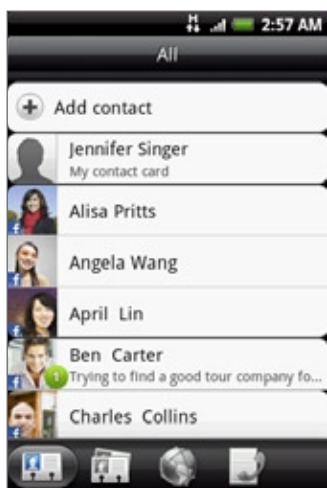 H 2:57 AM
All
Add contact
Jennifer Singer
My contact card
Alisa Pritts
Angela Wang
April Lin
Ben Carter
1 Trying to find a good tour company fo...
Charles Collins